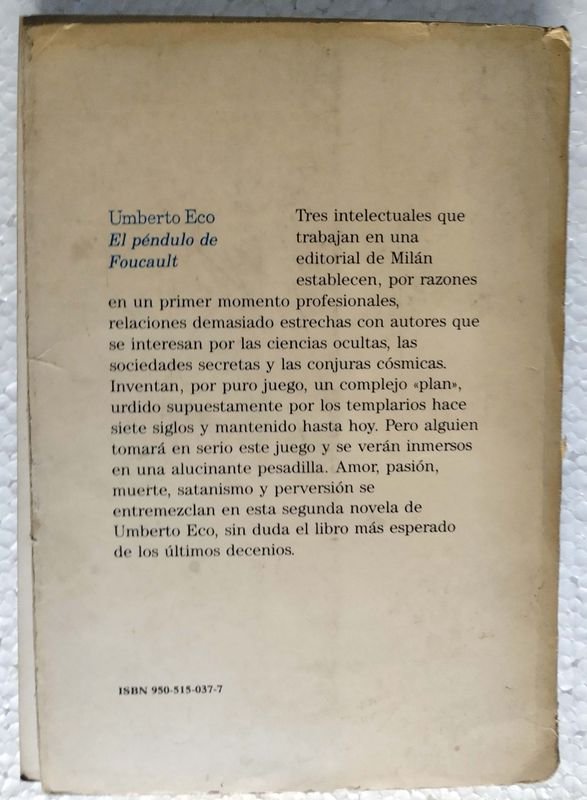 Umberto Eco
El péndulo de
Foucault
Tres intelectuales que
trabajan en una
editorial de Milán
establecen, por razones
en un primer momento profesionales,
relaciones demasiado estrechas con autores que
se interesan por las ciencias ocultas, las
sociedades secretas y las conjuras cósmicas.
Inventan, por puro juego, un complejo «plan»,
urdido supuestamente por los templarios hace
siete siglos y mantenido hasta hoy. Pero alguien
tomará en serio este juego y se verán inmersos
en una alucinante pesadilla. Amor, pasión,
muerte, satanismo y perversión se
entremezclan en esta segunda novela de
Umberto Eco, sin duda el libro más esperado
de los últimos decenios.
ISBN 950-515-037-7